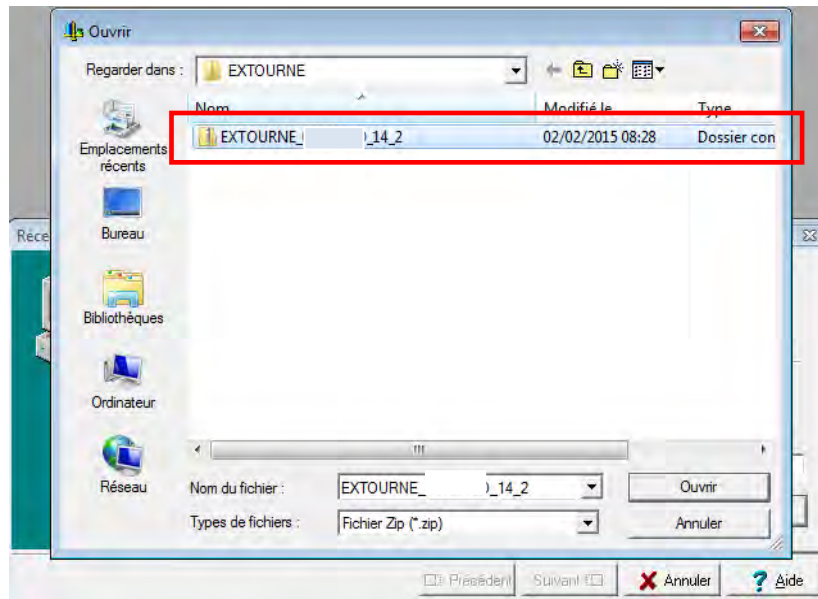 Ouvrir
Regarder dans :
EXTOURNE
Nom
Modifié le
Type
EXTOURNE_ _14_2
02/02/2015 08:28
Dossier con
Emplacements
récents
Bureau
Réce
Bibliothèques
Ordinateur
Réseau
Nom du fichier :
EXTOURNE_ )_14_2
Ouvrir
Types de fichiers :
Fichier Zip (*.zip)
Annuler
Précédent
Suivant
Annuler
Aide